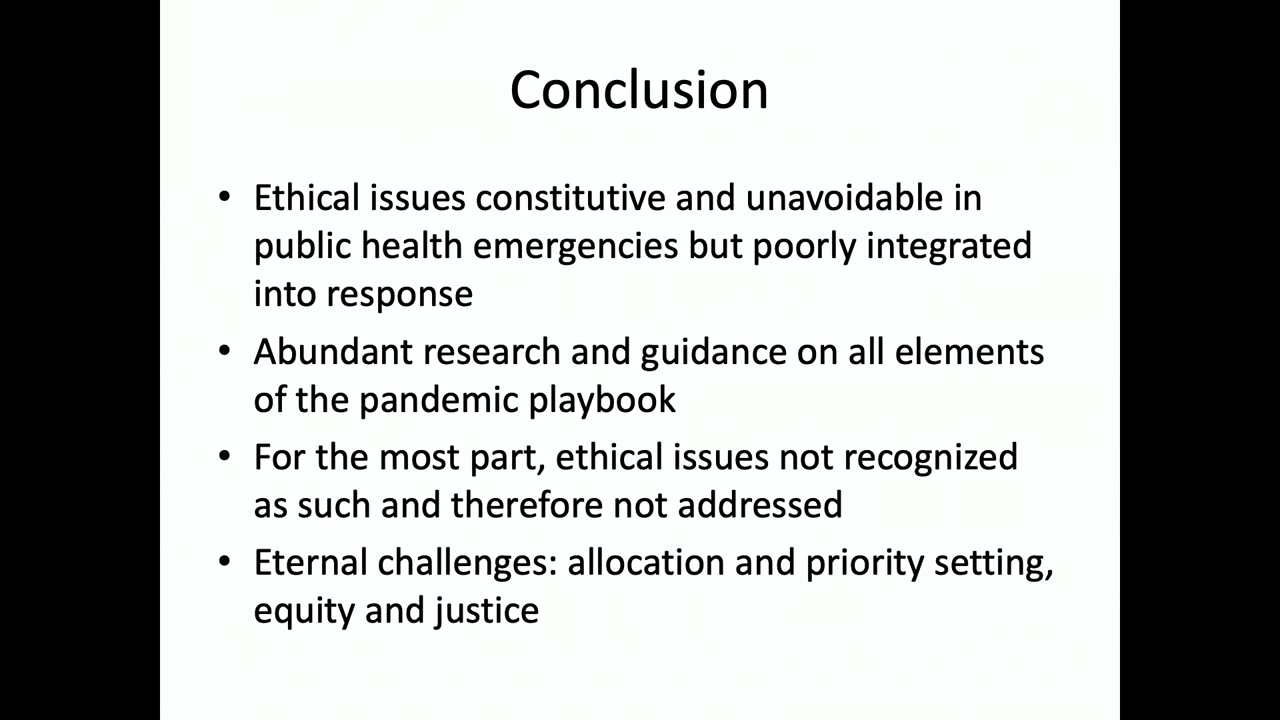 Conclusion
• Ethical issues constitutive and unavoidable in
public health emergencies but poorly integrated
into response
• Abundant research and guidance on all elements
of the pandemic playbook
• For the most part, ethical issues not recognized
as such and therefore not addressed
• Eternal challenges: allocation and priority setting,
equity and justice